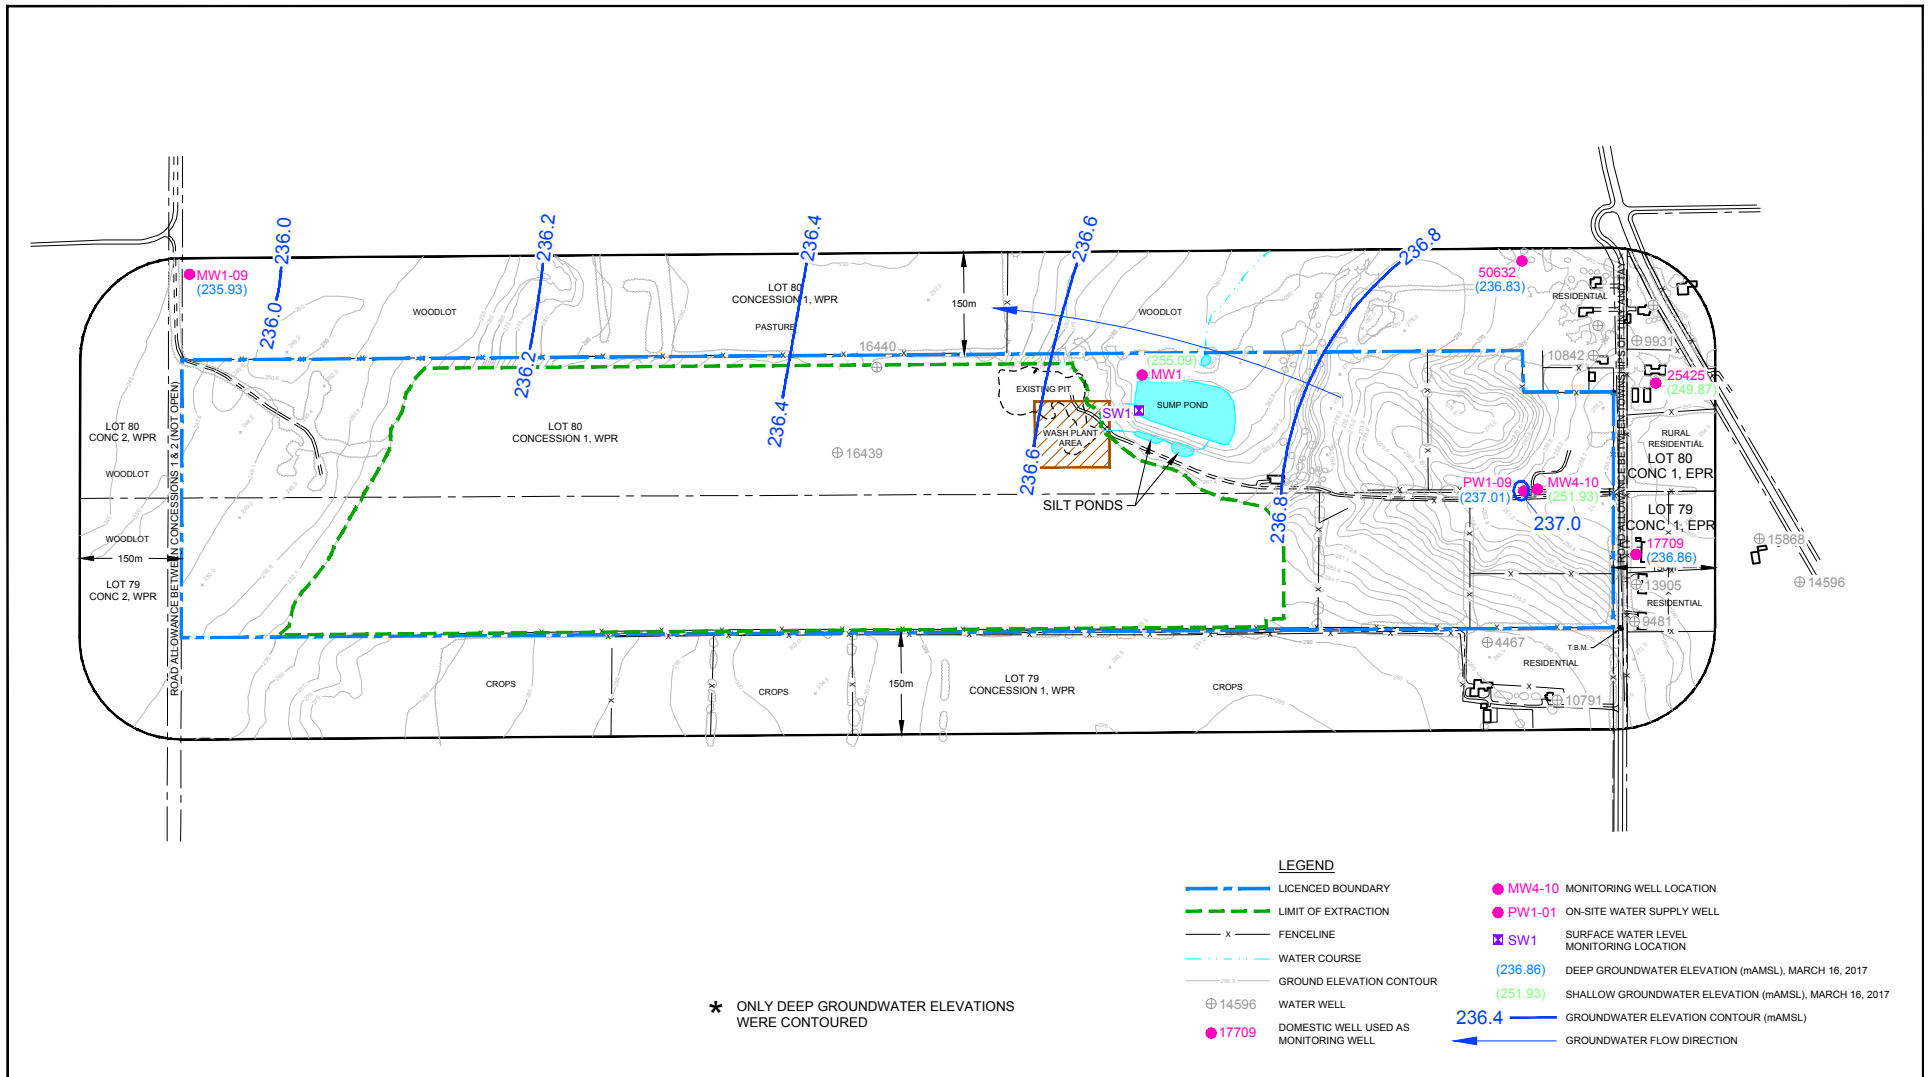 236.0
236.2
236.4
236.6
236.8
MW1-09
(235.93)
236.0
236.2
236.4
236.6
236.8
WOODLOT
LOT 80
CONCESSION 1, WPR
PASTURE
150m
WOODLOT
50632
(236.83)
RESIDENTIAL
16440
10842
9931
25425
(249.87)
(255.09)
MW1
SW1
SUMP POND
EXISTING PIT
WASH PLANT
AREA
SILT PONDS
LOT 80
CONC 2, WPR
WOODLOT
WOODLOT
150m
LOT 79
CONC 2, WPR
ROAD ALLOWANCE BETWEEN CONCESSIONS 1 & 2 (NOT OPEN)
LOT 80
CONCESSION 1, WPR
16439
PW1-09
(237.01)
MW4-10
(251.93)
237.0
ROAD ALLOWANCE BETWEEN TOWNSHIPS OF TINY AND TAY
RURAL
RESIDENTIAL
LOT 80
CONC 1, EPR
LOT 79
CONC, 1, EPR
17709
(236.86)
150m
15868
14596
13905
RESIDENTIAL
9481
4467
T.B.M.
RESIDENTIAL
10791
CROPS
CROPS
150m
LOT 79
CONCESSION 1, WPR
CROPS
LEGEND
LICENCED BOUNDARY
LIMIT OF EXTRACTION
X FENCELINE
WATER COURSE
GROUND ELEVATION CONTOUR
14596 WATER WELL
17709 DOMESTIC WELL USED AS
MONITORING WELL
MW4-10 MONITORING WELL LOCATION
PW1-01 ON-SITE WATER SUPPLY WELL
SW1 SURFACE WATER LEVEL
MONITORING LOCATION
(236.86) DEEP GROUNDWATER ELEVATION (mAMSL), MARCH 16, 2017
(251.93) SHALLOW GROUNDWATER ELEVATION (mAMSL), MARCH 16, 2017
236.4 GROUNDWATER ELEVATION CONTOUR (mAMSL)
GROUNDWATER FLOW DIRECTION
* ONLY DEEP GROUNDWATER ELEVATIONS
WERE CONTOURED